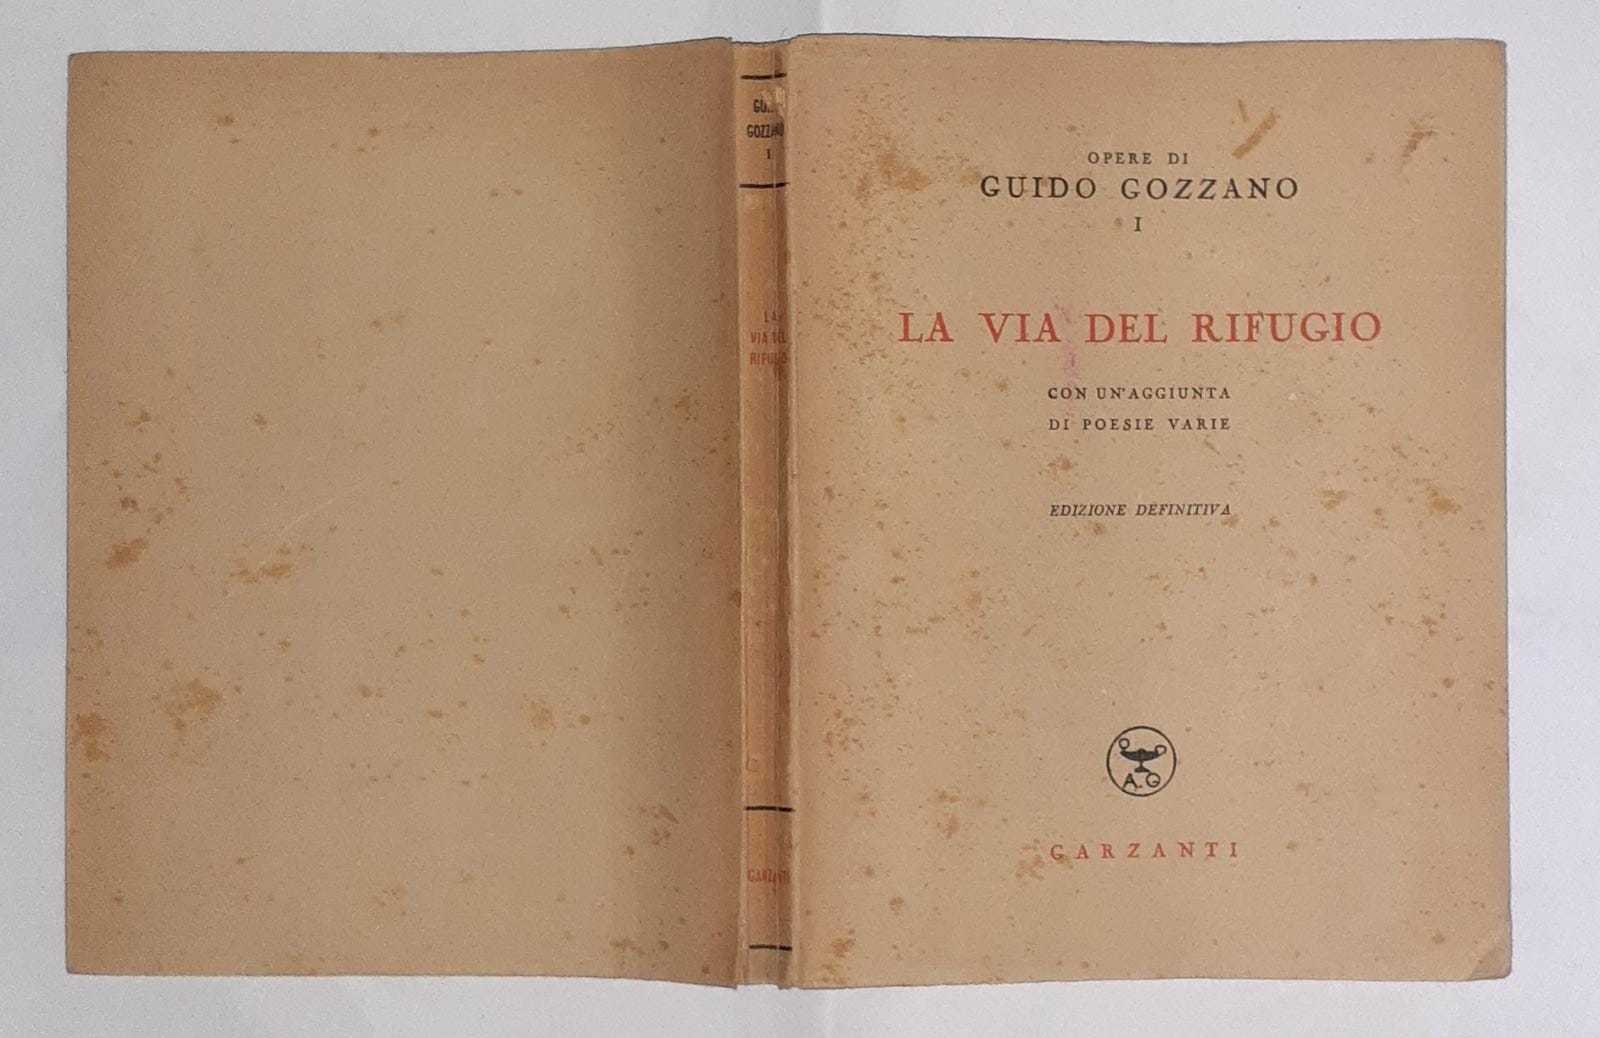 GOZZANO
I
LA
VIA DEL
RIFUGIO
GARZANTI
OPERE DI
GUIDO GOZZANO
I
LA VIA DEL RIFUGIO
CON UN'AGGIUNTA
DI POESIE VARIE
EDIZIONE DEFINITIVA
A.G
GARZANTI